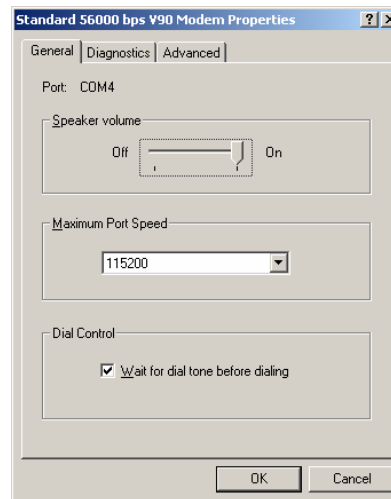 Standard 56000 bps V90 Modem Properties
General Diagnostics Advanced
Port: COM4
Speaker volume
Off On
Maximum Port Speed
115200
Dial Control
Wait for dial tone before dialing
OK Cancel